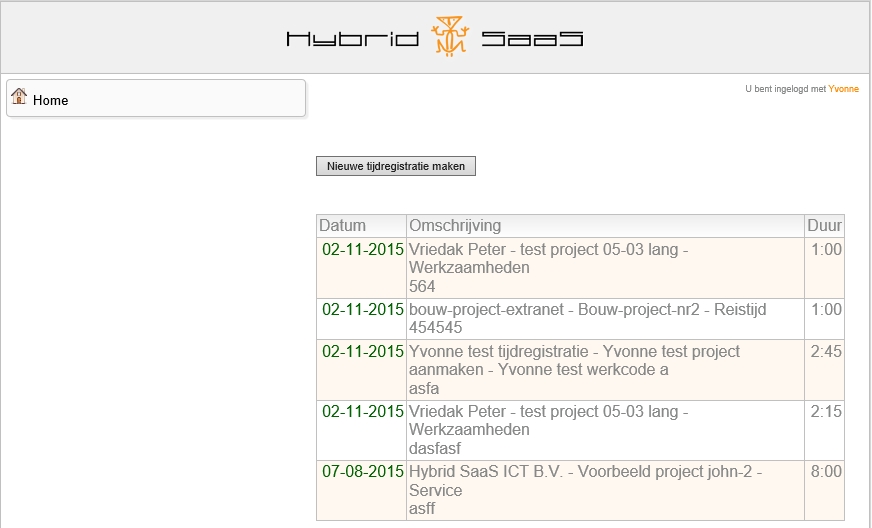 Hybrid SaaS
Home
U bent ingelogd met Yvonne
Nieuwe tijdregistratie maken
Datum Omschrijving Duur
02-11-2015 Vriedak Peter - test project 05-03 lang - 1:00
Werkzaamheden
564
02-11-2015 bouw-project-extranet - Bouw-project-nr2 - Reistijd 1:00
454545
02-11-2015 Yvonne test tijdregistratie - Yvonne test project 2:45
aanmaken - Yvonne test werkcode a
asfa
02-11-2015 Vriedak Peter - test project 05-03 lang - 2:15
Werkzaamheden
dasfasf
07-08-2015 Hybrid SaaS ICT B.V. - Voorbeeld project john-2 - 8:00
Service
asff